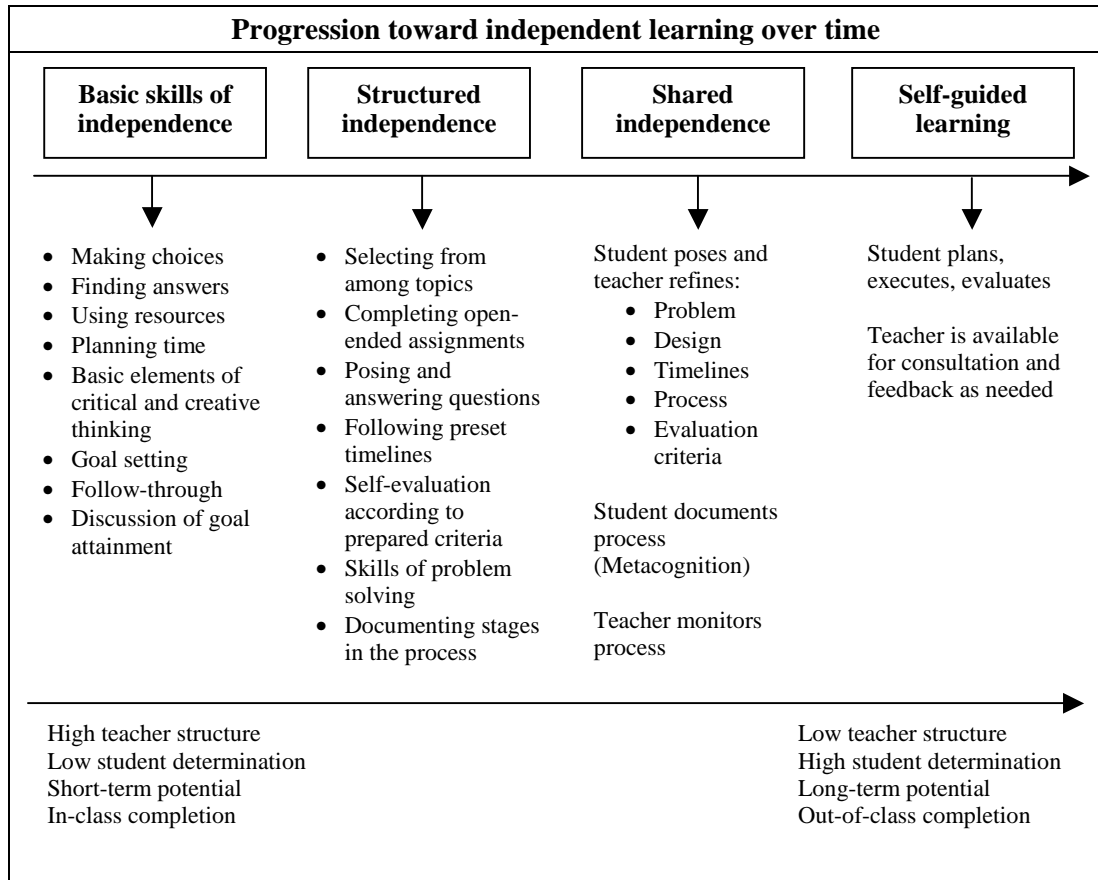 Progression toward independent learning over time
Basic skills of
independence
Structured
independence
Shared
independence
Self-guided
learning
• Making choices
• Finding answers
• Using resources
• Planning time
• Basic elements of
critical and creative
thinking
• Goal setting
• Follow-through
• Discussion of goal
attainment
• Selecting from
among topics
• Completing open-
ended assignments
• Posing and
answering questions
• Following preset
timelines
• Self-evaluation
according to
prepared criteria
• Skills of problem
solving
• Documenting stages
in the process
Student poses and
teacher refines:
• Problem
• Design
• Timelines
• Process
• Evaluation
criteria
Student documents
process
(Metacognition)
Teacher monitors
process
Student plans,
executes, evaluates
Teacher is available
for consultation and
feedback as needed
High teacher structure
Low student determination
Short-term potential
In-class completion
Low teacher structure
High student determination
Long-term potential
Out-of-class completion